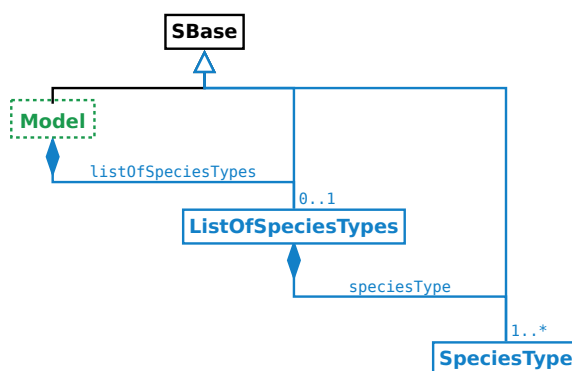 SBase
Model
listOfSpeciesTypes
0..1
ListOfSpeciesTypes
speciesType
1..*
SpeciesType